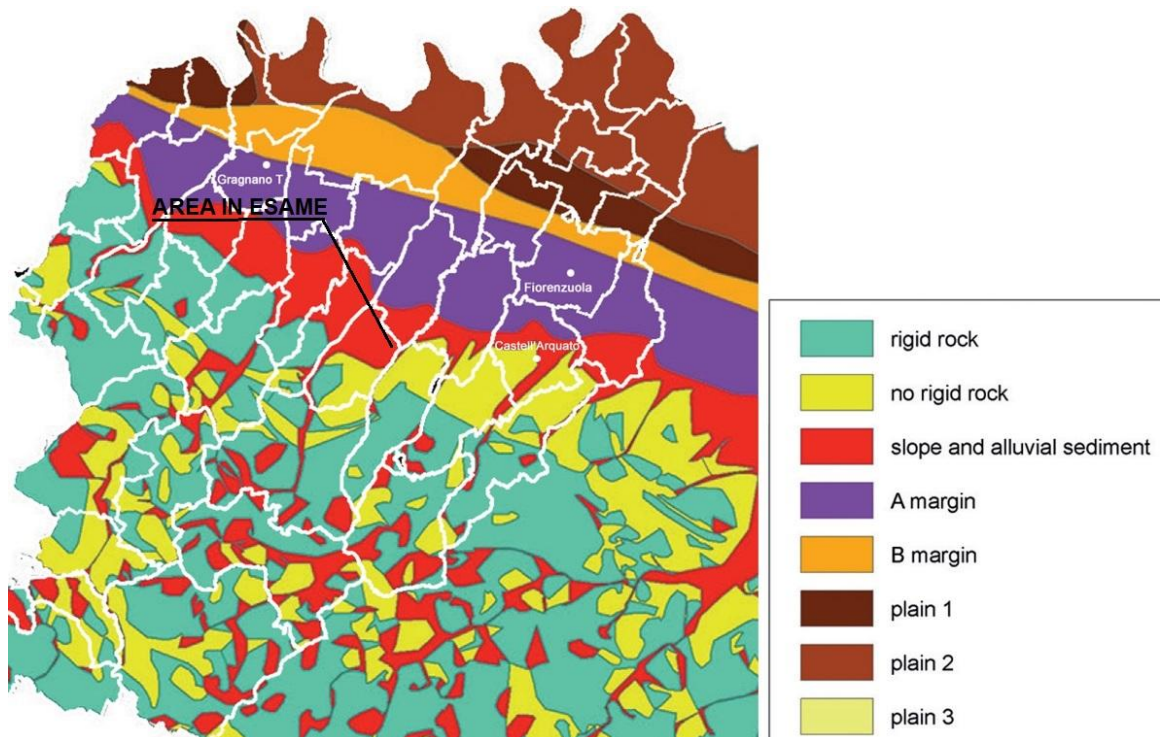 Gragnano T
AREA IN ESAME
Fiorenzuola
Castell'Arquato
rigid rock
no rigid rock
slope and alluvial sediment
A margin
B margin
plain 1
plain 2
plain 3